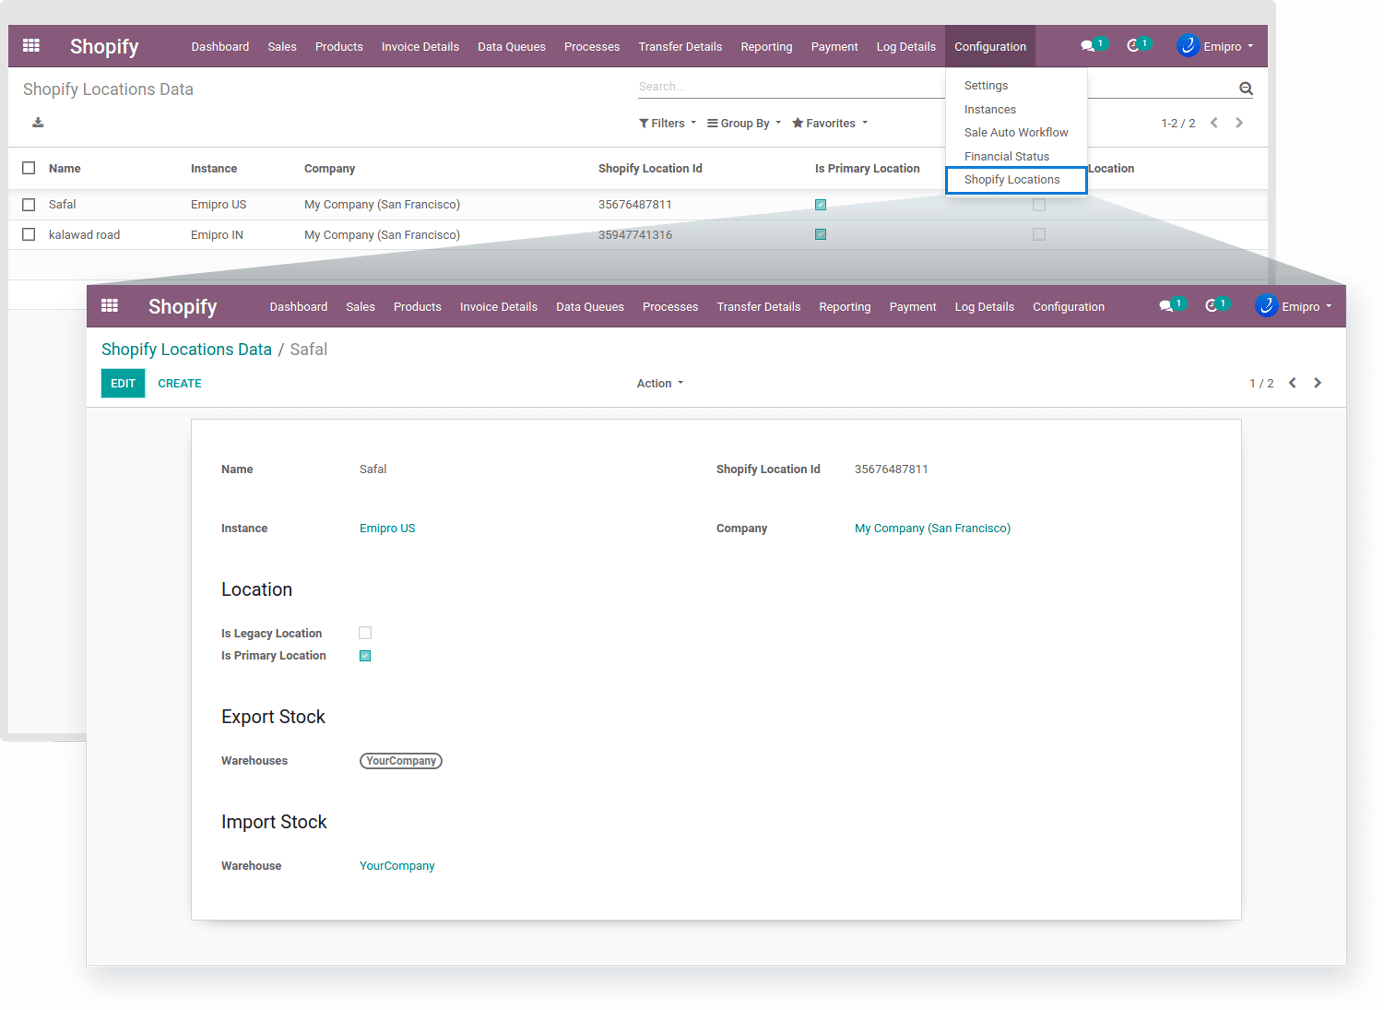 Shopify Dashboard Sales Products Invoice Details Data Queues Processes Transfer Details Reporting Payment Log Details Configuration 1 1 Emipro
Shopify Locations Data Search...
Settings
Instances
Filters Group By Favorites 1-2 / 2
Sale Auto Workflow
Financial Status
Name Instance Company Shopify Location Id Is Primary Location Location
Shopify Locations
Safal Emipro US My Company (San Francisco) 35676487811
kalawad road Emipro IN My Company (San Francisco) 35947741316
Shopify Dashboard Sales Products Invoice Details Data Queues Processes Transfer Details Reporting Payment Log Details Configuration 1 1 Emipro
Shopify Locations Data / Safal
EDIT CREATE Action 1 / 2
Name Safal Shopify Location Id 35676487811
Instance Emipro US Company My Company (San Francisco)
Location
Is Legacy Location
Is Primary Location
Export Stock
Warehouses YourCompany
Import Stock
Warehouse YourCompany